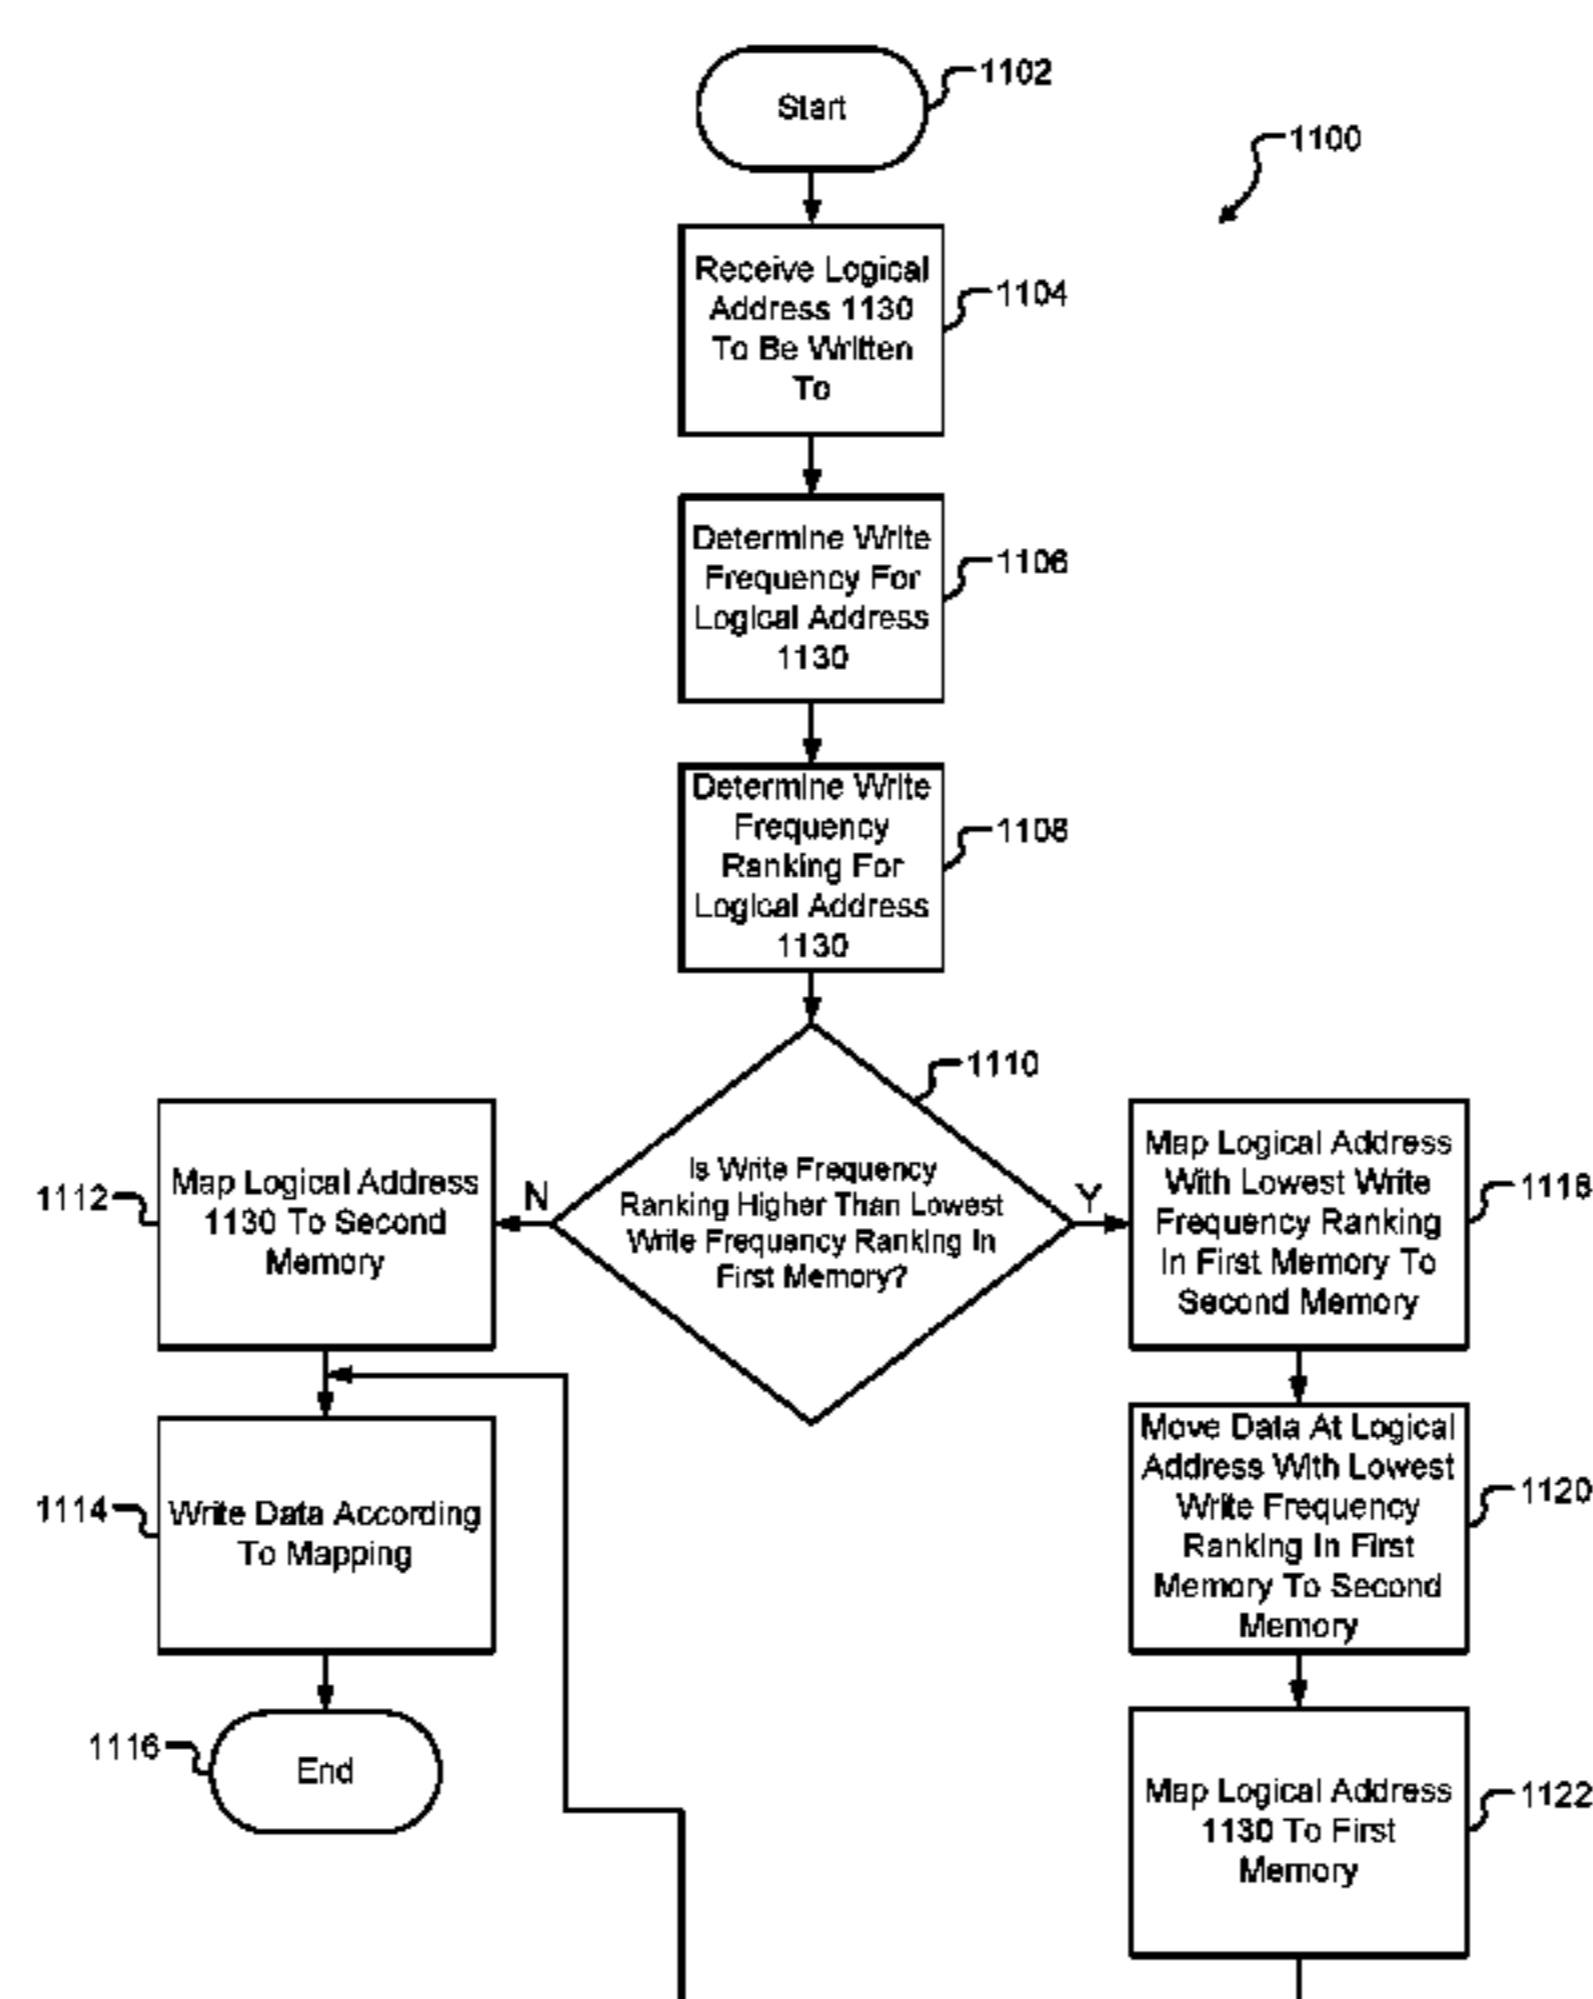 Start
1102
1100
Receive Logical
Address 1130
To Be Written
To
1104
Determine Write
Frequency For
Logical Address
1130
1106
Determine Write
Frequency
Ranking For
Logical Address
1130
1108
1110
Is Write Frequency
Ranking Higher Than Lowest
Write Frequency Ranking In
First Memory?
N
Y
1112
Map Logical Address
1130 To Second
Memory
Map Logical Address
With Lowest Write
Frequency Ranking
In First Memory To
Second Memory
1118
1114
Write Data According
To Mapping
Move Data At Logical
Address With Lowest
Write Frequency
Ranking In First
Memory To Second
Memory
1120
1116
End
Map Logical Address
1130 To First
Memory
1122